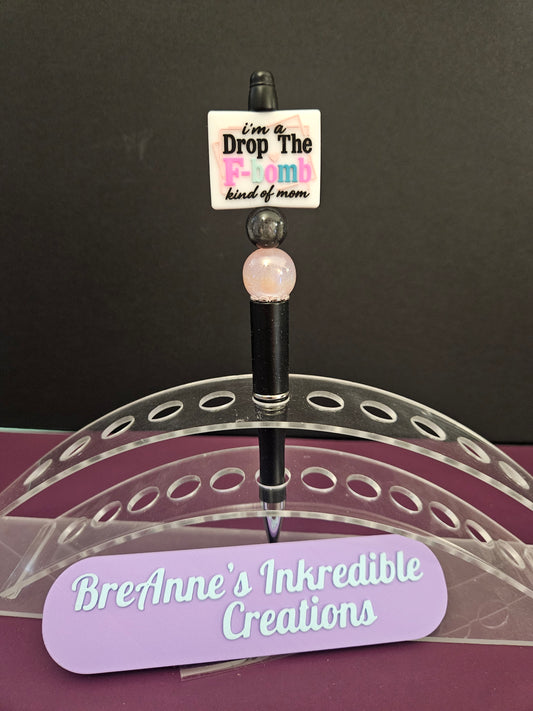 i'm a
Drop The
F-bomb
kind of mom
BreAnne's Inkredible
Creations